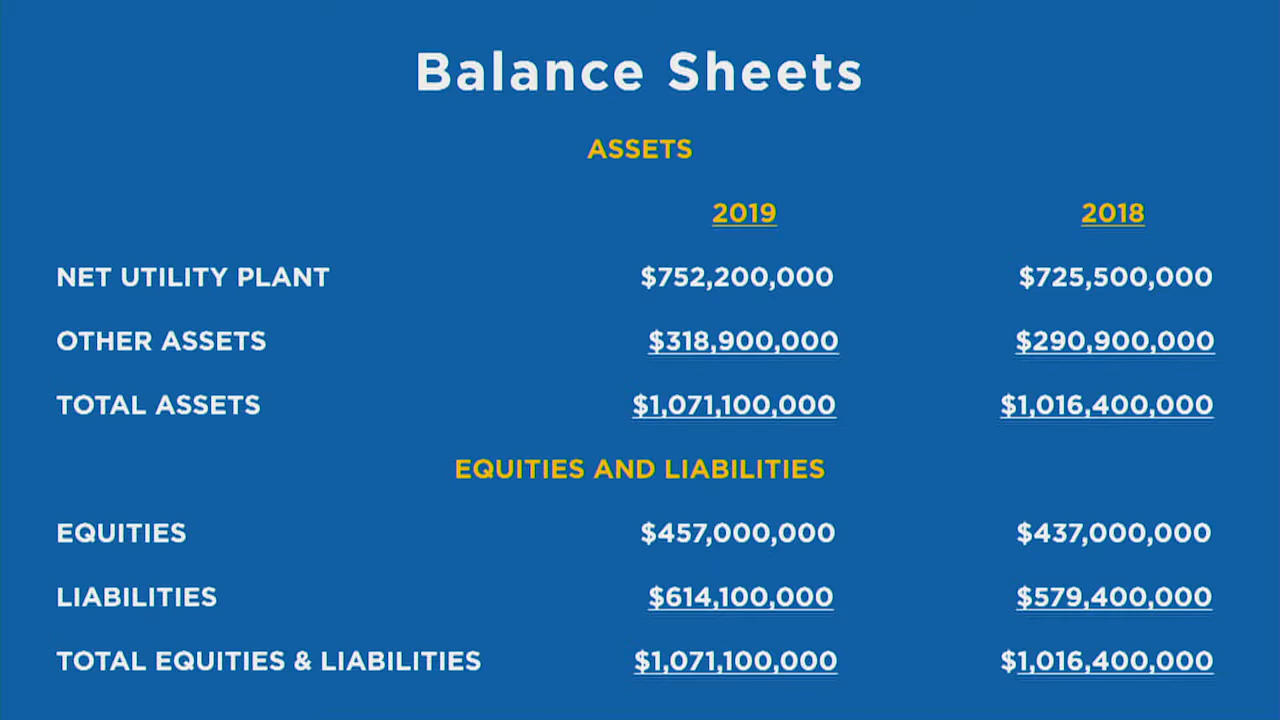 Balance Sheets
ASSETS
2019 2018
NET UTILITY PLANT $752,200,000 $725,500,000
OTHER ASSETS $318,900,000 $290,900,000
TOTAL ASSETS $1,071,100,000 $1,016,400,000
EQUITIES AND LIABILITIES
EQUITIES $457,000,000 $437,000,000
LIABILITIES $614,100,000 $579,400,000
TOTAL EQUITIES & LIABILITIES $1,071,100,000 $1,016,400,000